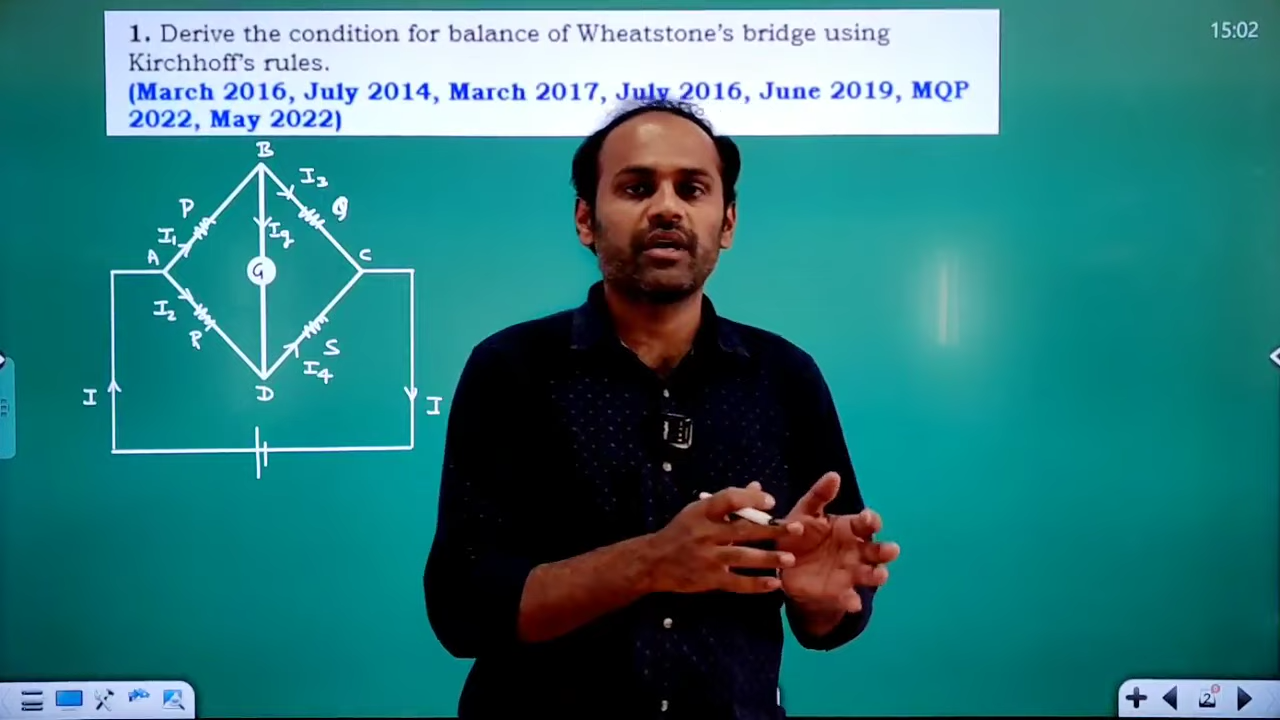 15:02
1. Derive the condition for balance of Wheatstone's bridge using
Kirchhoff's rules.
(March 2016, July 2014, March 2017, July 2016, June 2019, MQP
2022, May 2022)
B
I3
P
Q
I1
Ig
A
C
G
I2
R
S
I4
D
I
I
2